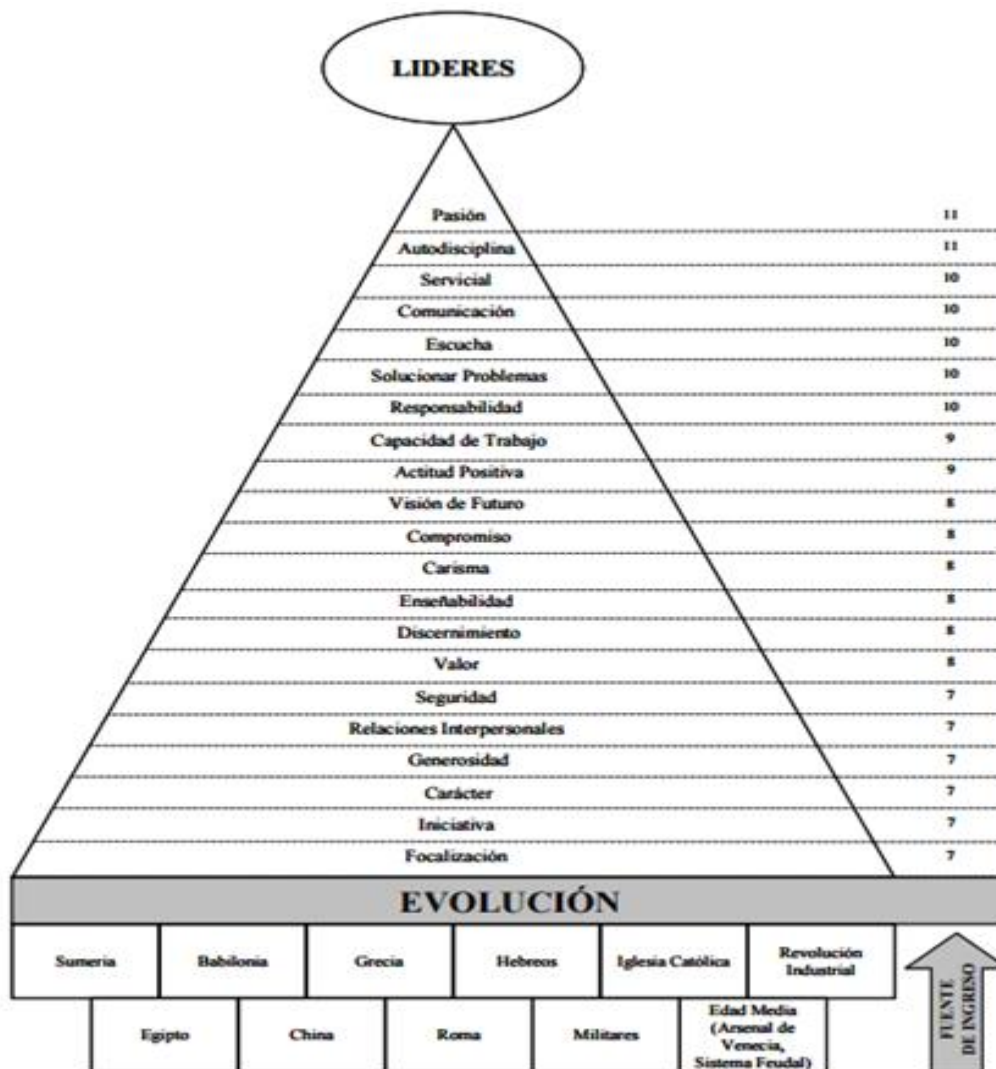 LIDERES
Pasión 11
Autodisciplina 11
Servicial 10
Comunicación 10
Escucha 10
Solucionar Problemas 10
Responsabilidad 10
Capacidad de Trabajo 9
Actitud Positiva 9
Visión de Futuro 8
Compromiso 8
Carisma 8
Enseñabilidad 8
Discernimiento 8
Valor 8
Seguridad 7
Relaciones Interpersonales 7
Generosidad 7
Carácter 7
Iniciativa 7
Focalización 7
EVOLUCIÓN
Sumeria
Babilonia
Grecia
Hebreos
Iglesia Católica
Revolución
Industrial
Egipto
China
Roma
Militares
Edad Media
(Arsenal de
Venecia,
Sistema Feudal)
FUENTE
DE INGRESO